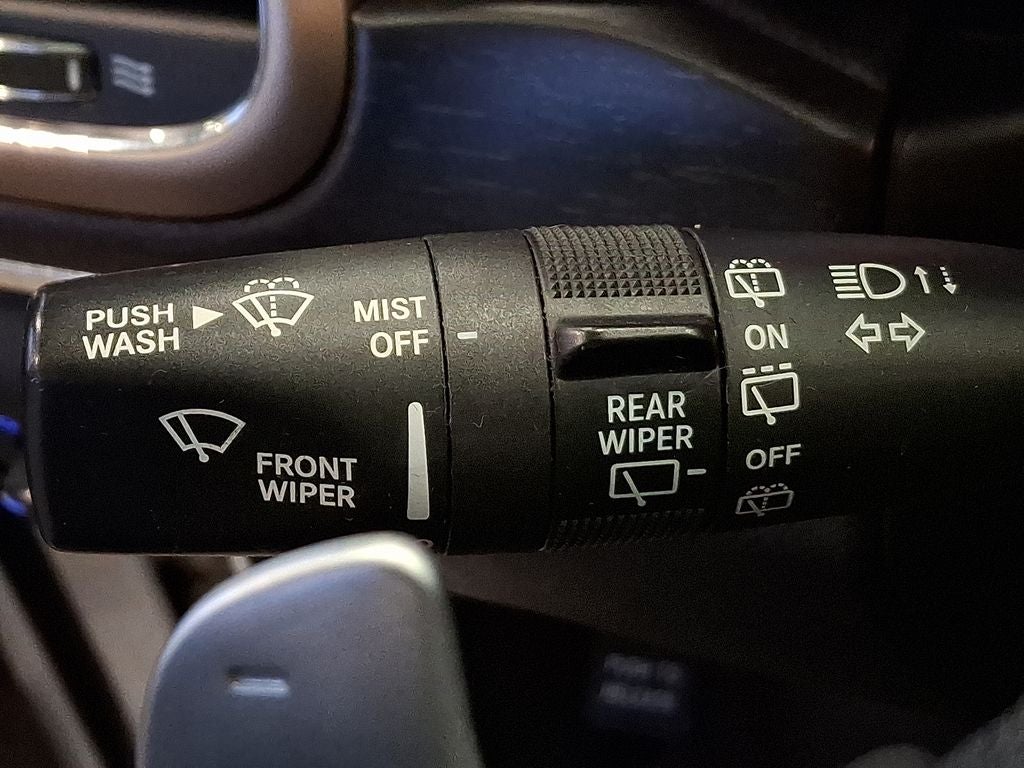 PUSH
WASH
MIST
OFF
FRONT
WIPER
REAR
WIPER
ON
OFF